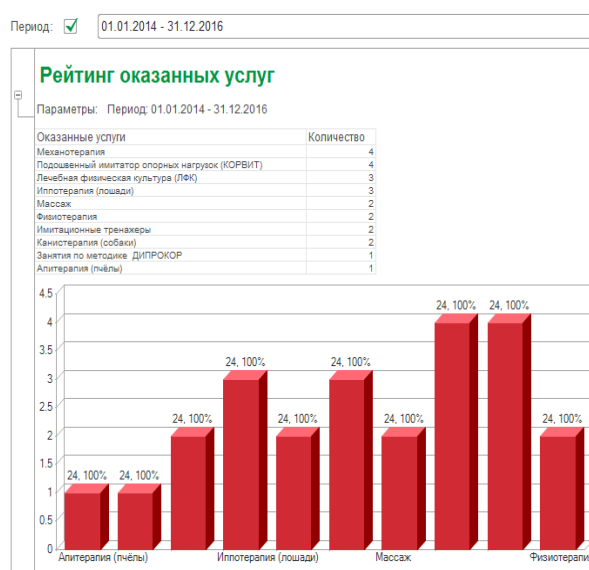 Период: 01.01.2014 - 31.12.2016
Рейтинг оказанных услуг
Параметры: Период: 01.01.2014 - 31.12.2016
Оказанные услуги Количество
Механотерапия 4
Подошвенный имитатор опорных нагрузок (КОРВИТ) 4
Лечебная физическая культура (ЛФК) 3
Иппотерапия (лошади) 3
Массаж 2
Физиотерапия 2
Имитационные тренажеры 2
Канистерапия (собаки) 2
Занятия по методике ДИПРОКОР 1
Апитерапия (пчёлы) 1
4.5
24, 100% 24, 100%
4
3.5
24, 100% 24, 100%
3
2.5
24, 100% 24, 100% 24, 100% 24, 100%
2
1.5
24, 100% 24, 100%
1
0.5
0
Апитерапия (пчёлы) Иппотерапия (лошади) Массаж Физиотерапи